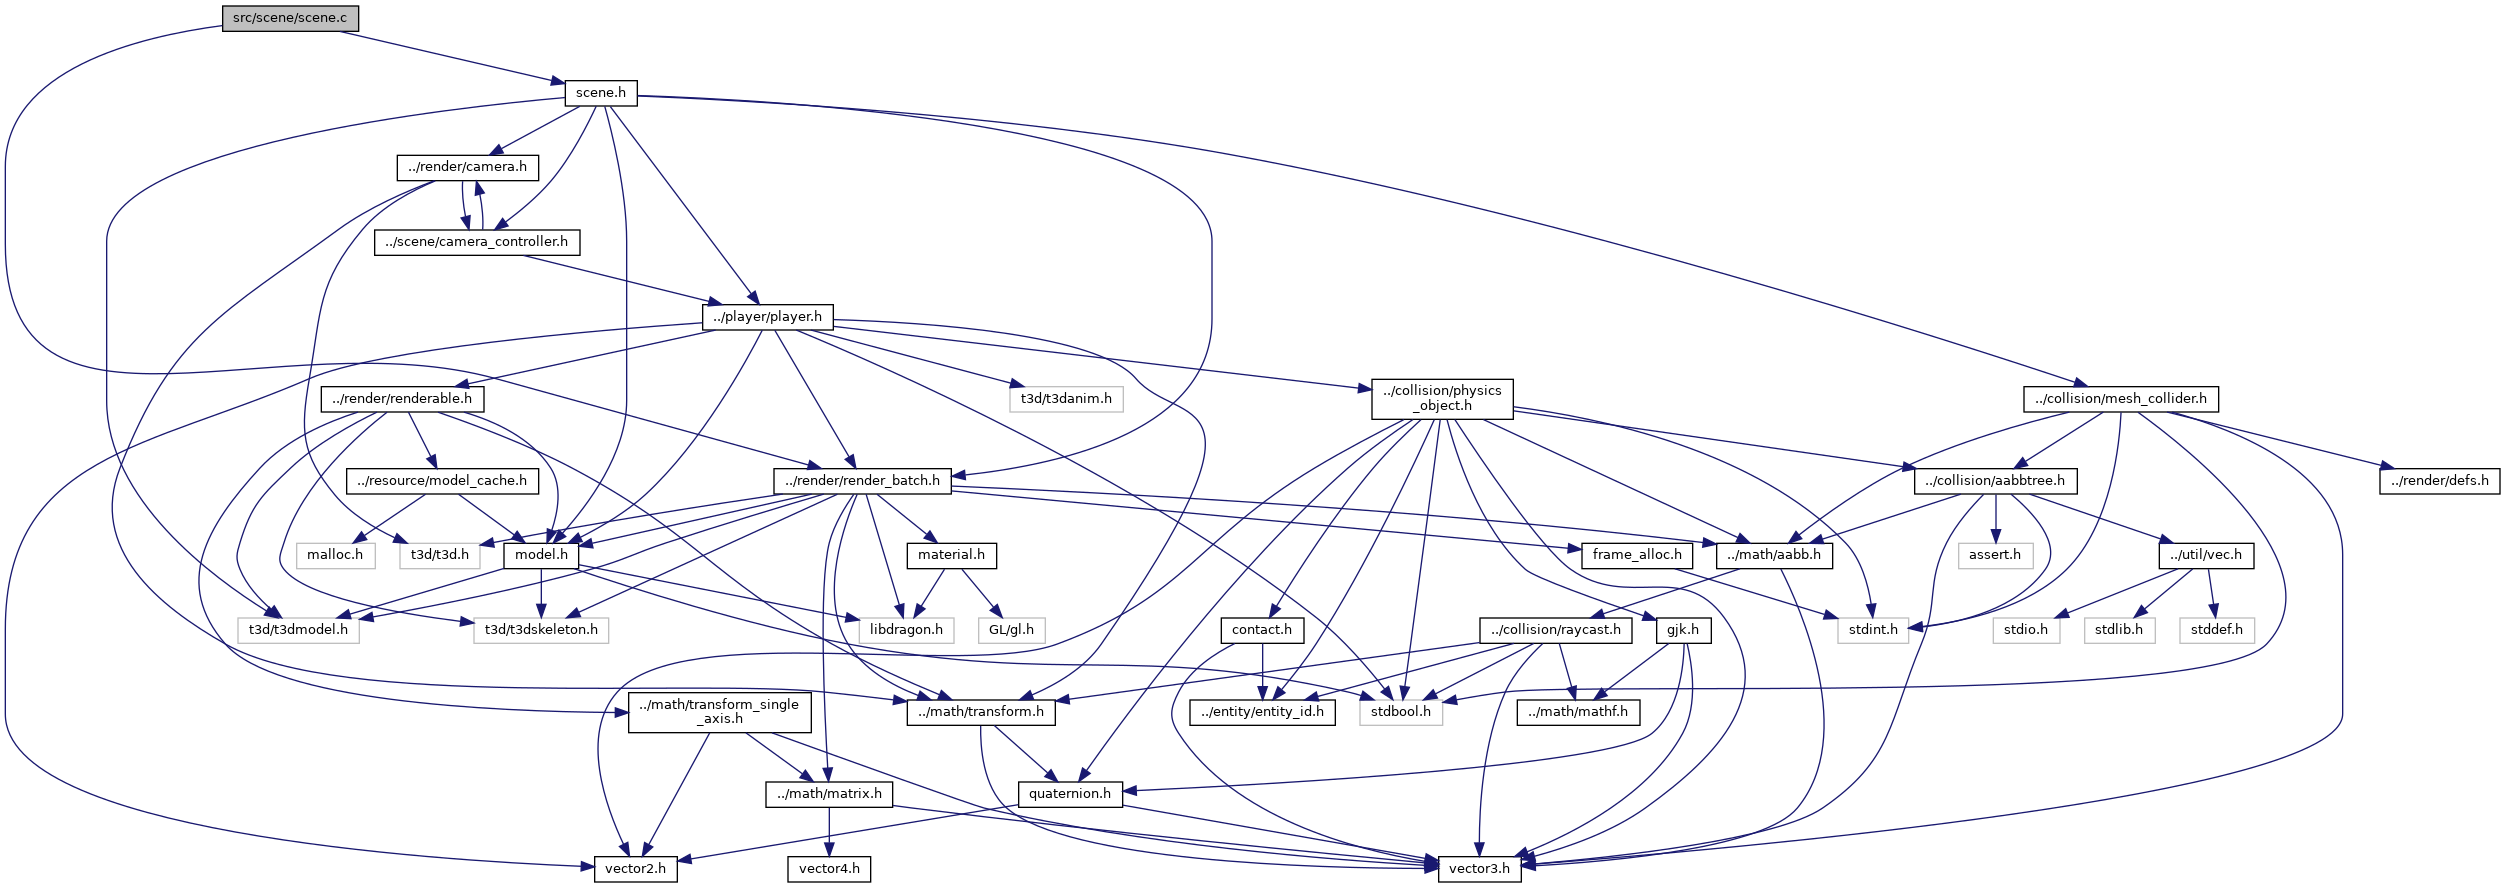 src/scene/scene.c
scene.h
../render/camera.h
../scene/camera_controller.h
../player/player.h
../render/renderable.h
t3d/t3danim.h
../collision/physics
_object.h
../collision/mesh_collider.h
../resource/model_cache.h
../render/render_batch.h
../collision/aabbtree.h
../render/defs.h
malloc.h
t3d/t3d.h
model.h
material.h
frame_alloc.h
../math/aabb.h
assert.h
../util/vec.h
t3d/t3dmodel.h
t3d/t3dskeleton.h
libdragon.h
GL/gl.h
contact.h
../collision/raycast.h
gjk.h
stdint.h
stdio.h
stdlib.h
stddef.h
../math/transform_single
_axis.h
../math/transform.h
../entity/entity_id.h
stdbool.h
../math/mathf.h
../math/matrix.h
quaternion.h
vector2.h
vector4.h
vector3.h